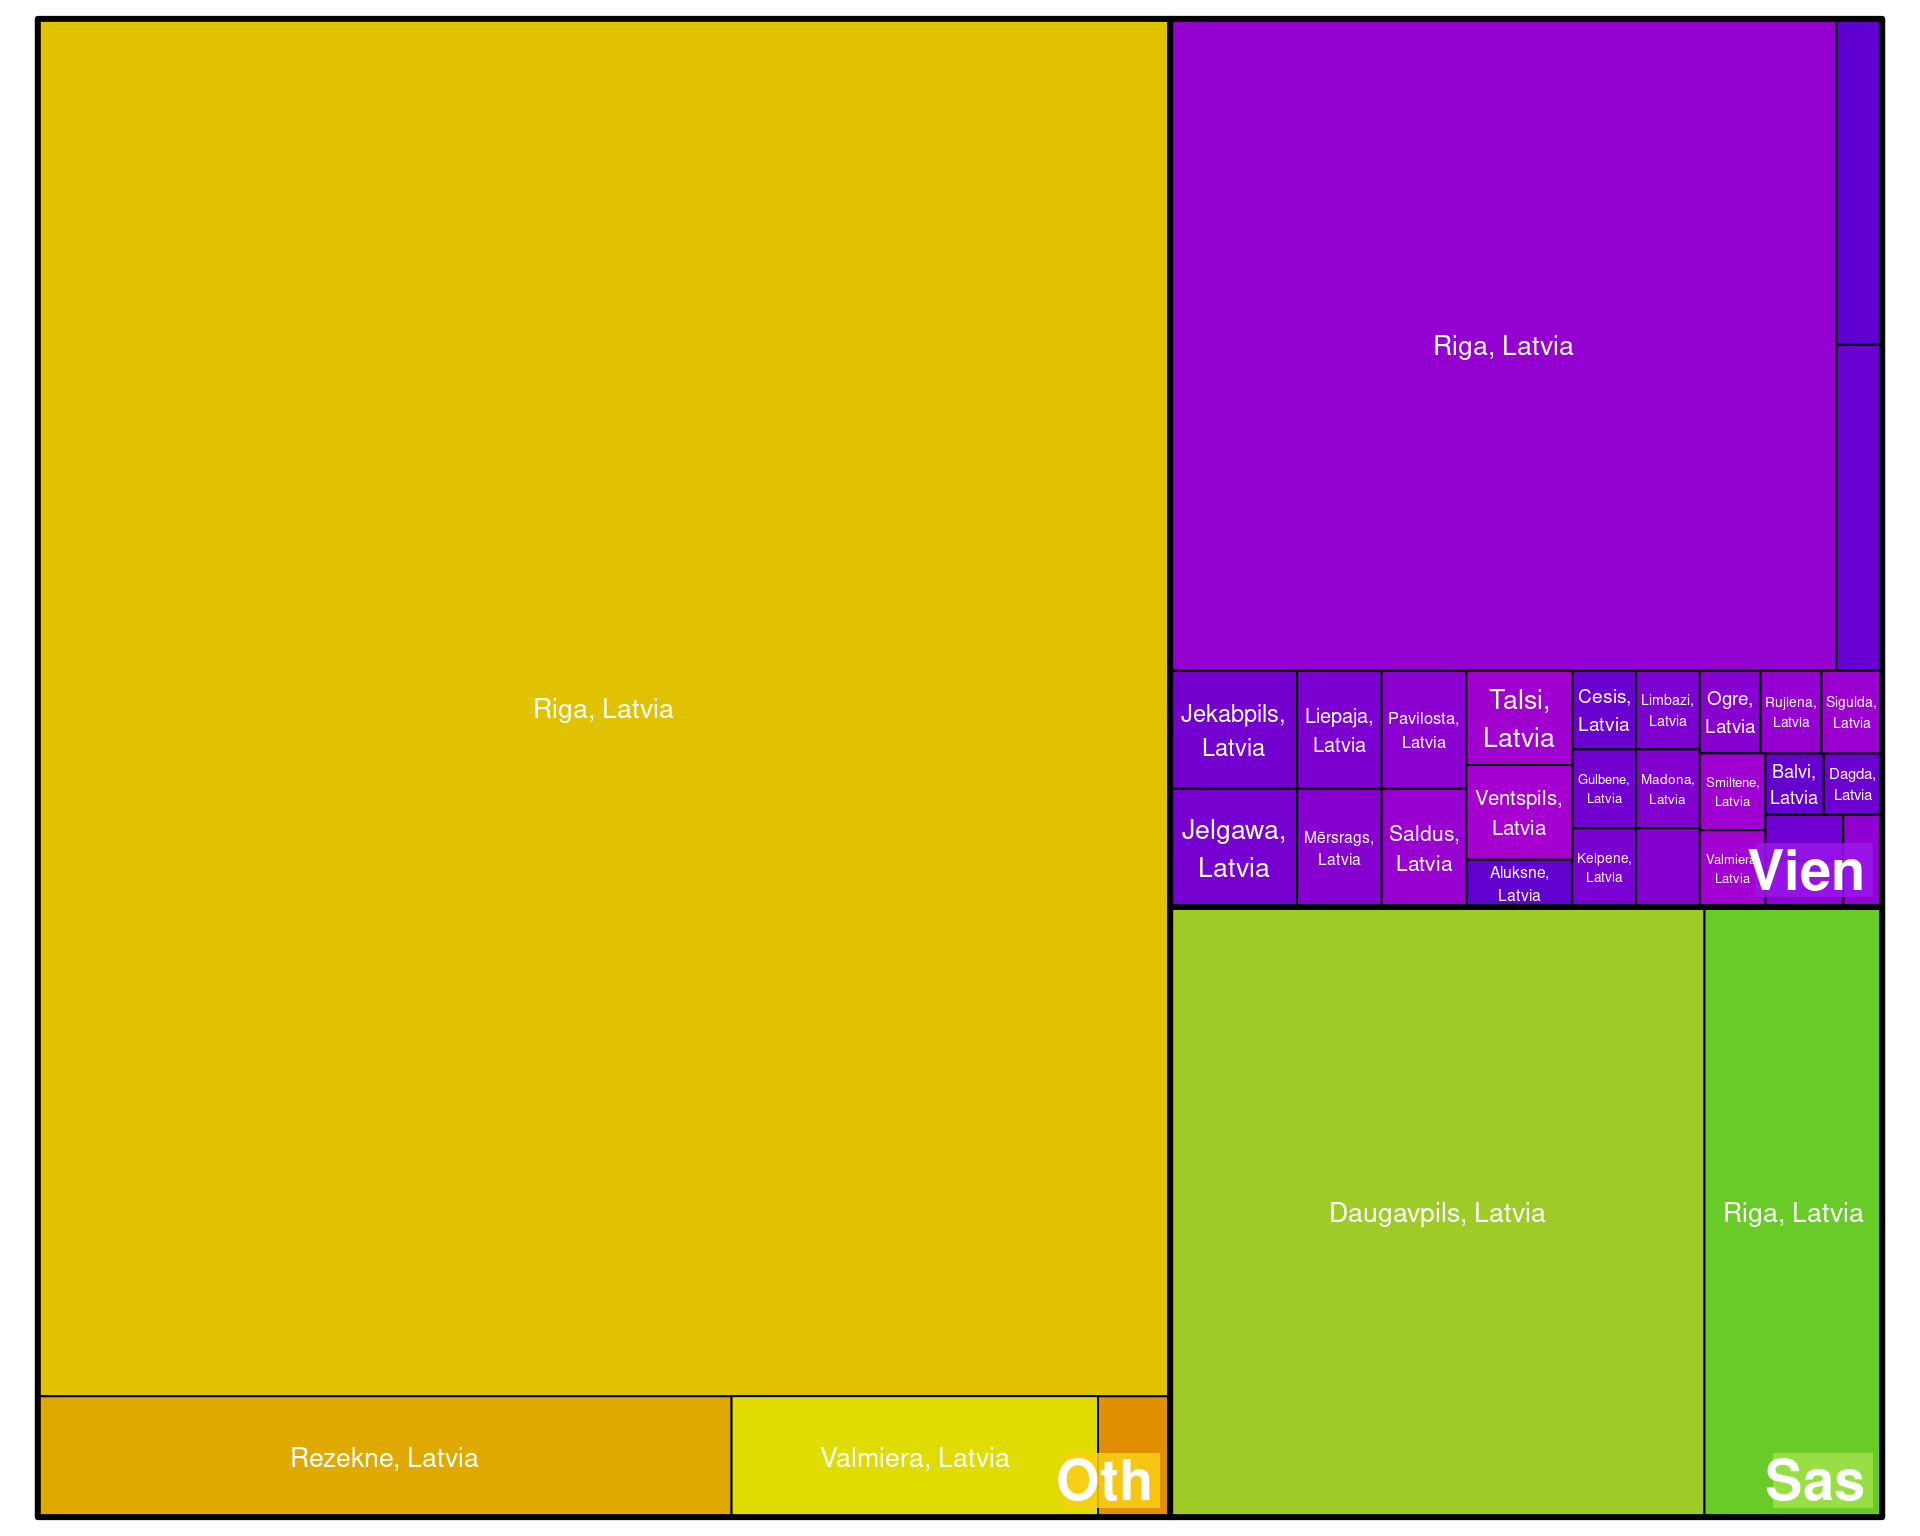 Riga, Latvia
Rezekne, Latvia
Valmiera, Latvia
Oth
Riga, Latvia
Jekabpils,
Latvia
Liepaja,
Latvia
Pavilosta,
Latvia
Talsi,
Latvia
Cesis,
Latvia
Limbazi,
Latvia
Ogre,
Latvia
Rujiena,
Latvia
Sigulda,
Latvia
Jelgawa,
Latvia
Mērsrags,
Latvia
Saldus,
Latvia
Ventspils,
Latvia
Aluksne,
Latvia
Gulbene,
Latvia
Madona,
Latvia
Keipene,
Latvia
Smiltene,
Latvia
Balvi,
Latvia
Dagda,
Latvia
Valmiera
Latvia
Vien
Daugavpils, Latvia
Riga, Latvia
Sas